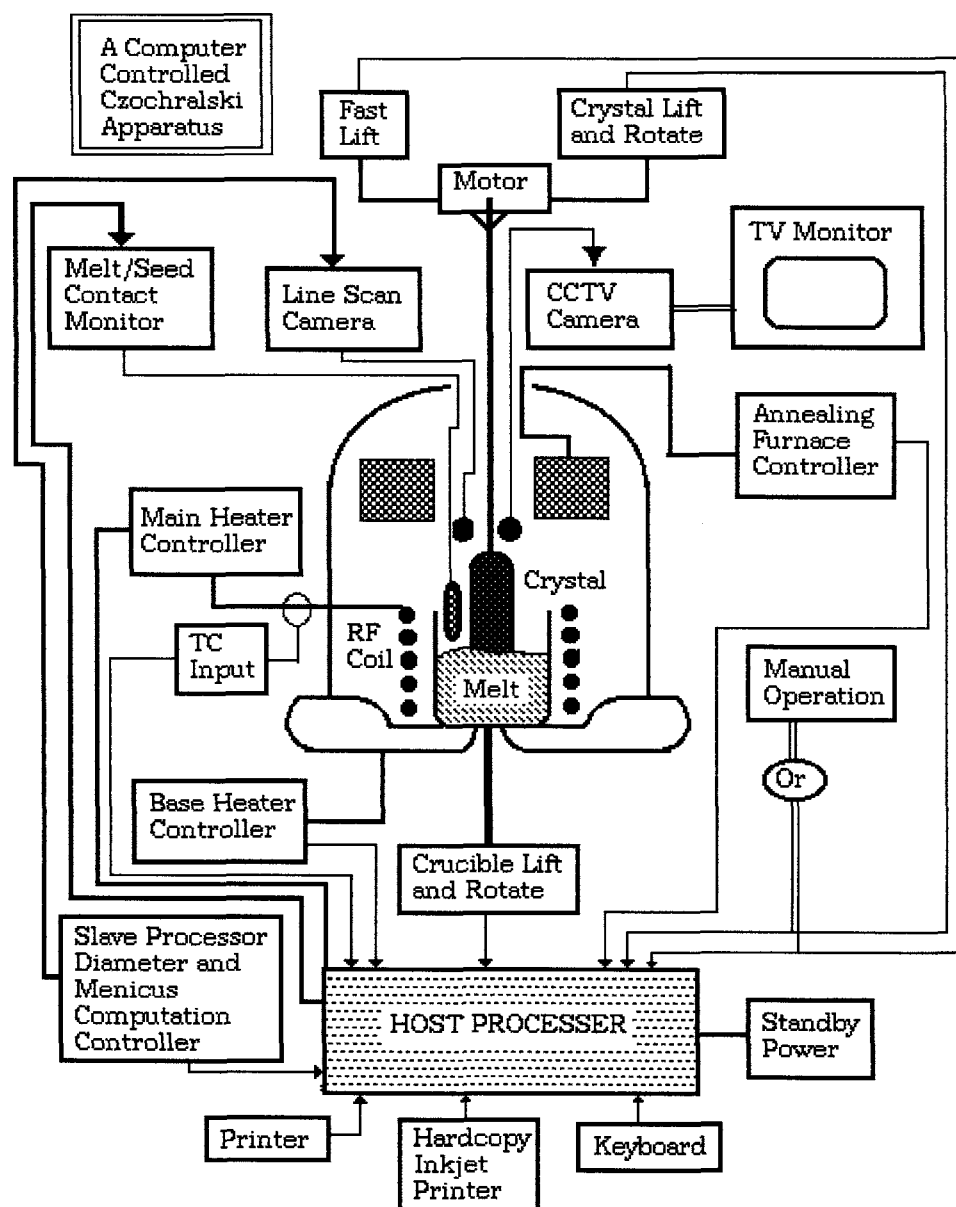 A Computer
Controlled
Czochralski
Apparatus
Fast
Lift
Crystal Lift
and Rotate
Motor
TV Monitor
Melt/Seed
Contact
Monitor
Line Scan
Camera
CCTV
Camera
Annealing
Furnace
Controller
Main Heater
Controller
Crystal
RF
Coil
TC
Input
Melt
Manual
Operation
Or
Base Heater
Controller
Crucible Lift
and Rotate
Slave Processor
Diameter and
Menicus
Computation
Controller
HOST PROCESSER
Standby
Power
Printer
Hardcopy
Inkjet
Printer
Keyboard